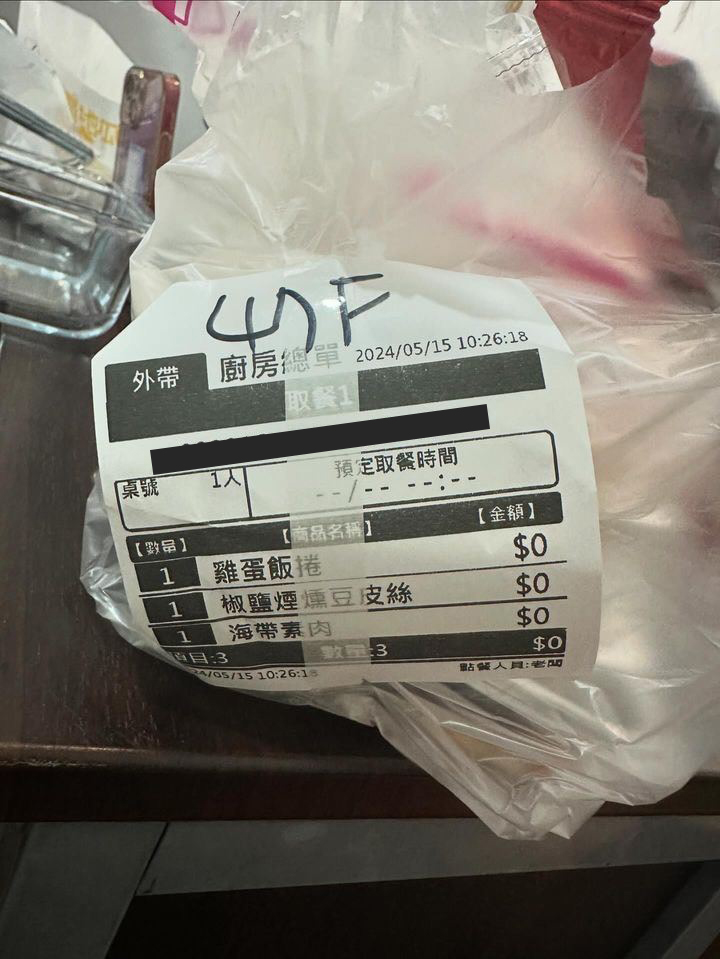 4F
外帶 廚房總單 2024/05/15 10:26:18
取餐1
桌號 1人 預定取餐時間
--/-- --:--
【數量】 【商品名稱】 【金額】
1 雞蛋飯捲 $0
1 椒鹽煙燻豆皮絲 $0
1 海帶素肉 $0
項目:3 數量:3 $0
24/05/15 10:26:18 點餐人員:老闆